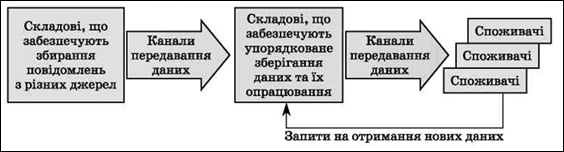 Складові, що
забезпечують
збирання
повідомлень
з різних джерел
Канали
передавання
даних
Складові, що
забезпечують
упорядковане
зберігання
даних та їх
опрацювання
Канали
передавання
даних
Споживачі
Споживачі
Споживачі
Запити на отримання нових даних